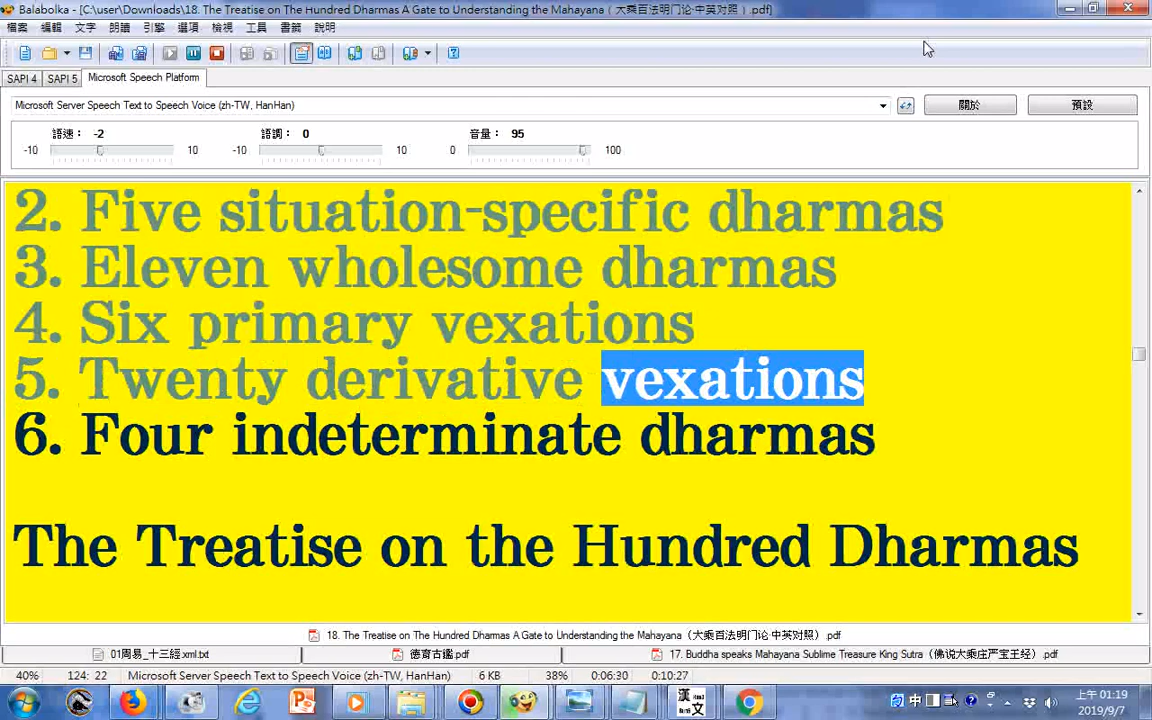 Balabolka - [C:\user\Downloads\18. The Treatise on The Hundred Dharmas A Gate to Understanding the Mahayana（大乘百法明门论·中英对照）.pdf]
檔案 編輯 文字 朗讀 引擎 選項 檢視 工具 書籤 說明
SAPI 4 SAPI 5 Microsoft Speech Platform
Microsoft Server Speech Text to Speech Voice (zh-TW, HanHan) 關於 預設
語速： -2 語調： 0 音量： 95
-10 10 -10 10 0 100
2. Five situation-specific dharmas
3. Eleven wholesome dharmas
4. Six primary vexations
5. Twenty derivative vexations
6. Four indeterminate dharmas
The Treatise on the Hundred Dharmas
18. The Treatise on The Hundred Dharmas A Gate to Understanding the Mahayana（大乘百法明门论·中英对照）.pdf
01周易_十三經.xml.txt 德育古鑑.pdf 17. Buddha speaks Mahayana Sublime Treasure King Sutra（佛说大乘庄严宝王经）.pdf
40% 124: 22 Microsoft Server Speech Text to Speech Voice (zh-TW, HanHan) 6 KB 38% 0:06:30 0:10:27
漢文 中 上午 01:19
2019/9/7